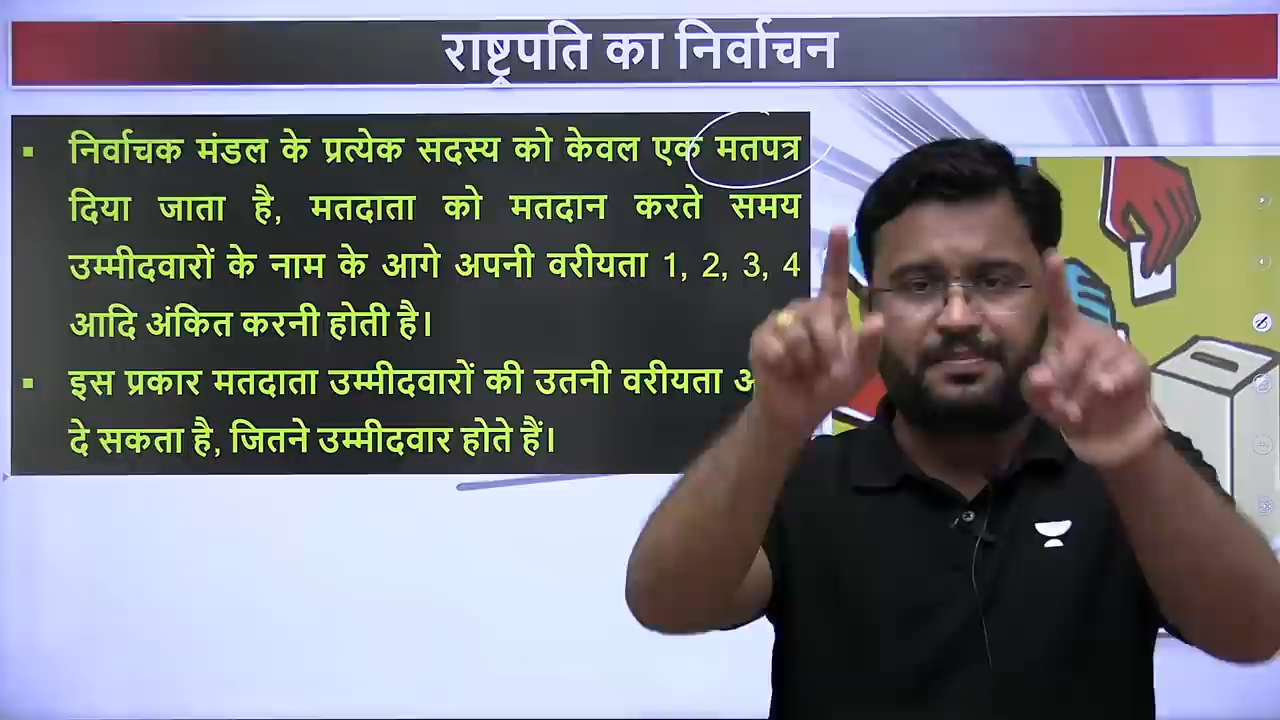 राष्ट्रपति का निर्वाचन
▪ निर्वाचक मंडल के प्रत्येक सदस्य को केवल एक मतपत्र
दिया जाता है, मतदाता को मतदान करते समय
उम्मीदवारों के नाम के आगे अपनी वरीयता 1, 2, 3, 4
आदि अंकित करनी होती है।
▪ इस प्रकार मतदाता उम्मीदवारों की उतनी वरीयता
दे सकता है, जितने उम्मीदवार होते हैं।